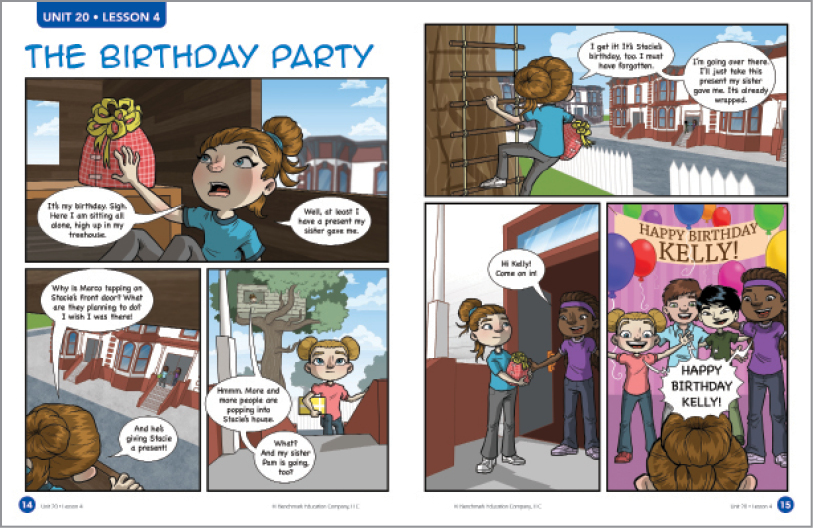 UNIT 20 • LESSON 4
THE BIRTHDAY PARTY
It's my birthday. Sigh.
Here I am sitting all
alone, high up in my
treehouse.
Well, at least I
have a present my
sister gave me.
Why is Marco tapping on
Stacie's front door? What
are they planning to do?
I wish I was there!
And he's
giving Stacie
a present!
Hmmm. More and
more people are
popping into
Stacie's house.
What?
And my sister
Pam is going,
too?
14 Unit 20 • Lesson 4
© Benchmark Education Company, LLC
I get it! It's Stacie's
birthday, too. I must
have forgotten.
I'm going over there.
I'll just take this
present my sister
gave me. Its already
wrapped.
Hi Kelly!
Come on in!
HAPPY BIRTHDAY
KELLY!
HAPPY
BIRTHDAY
KELLY!
© Benchmark Education Company, LLC
Unit 20 • Lesson 4 15